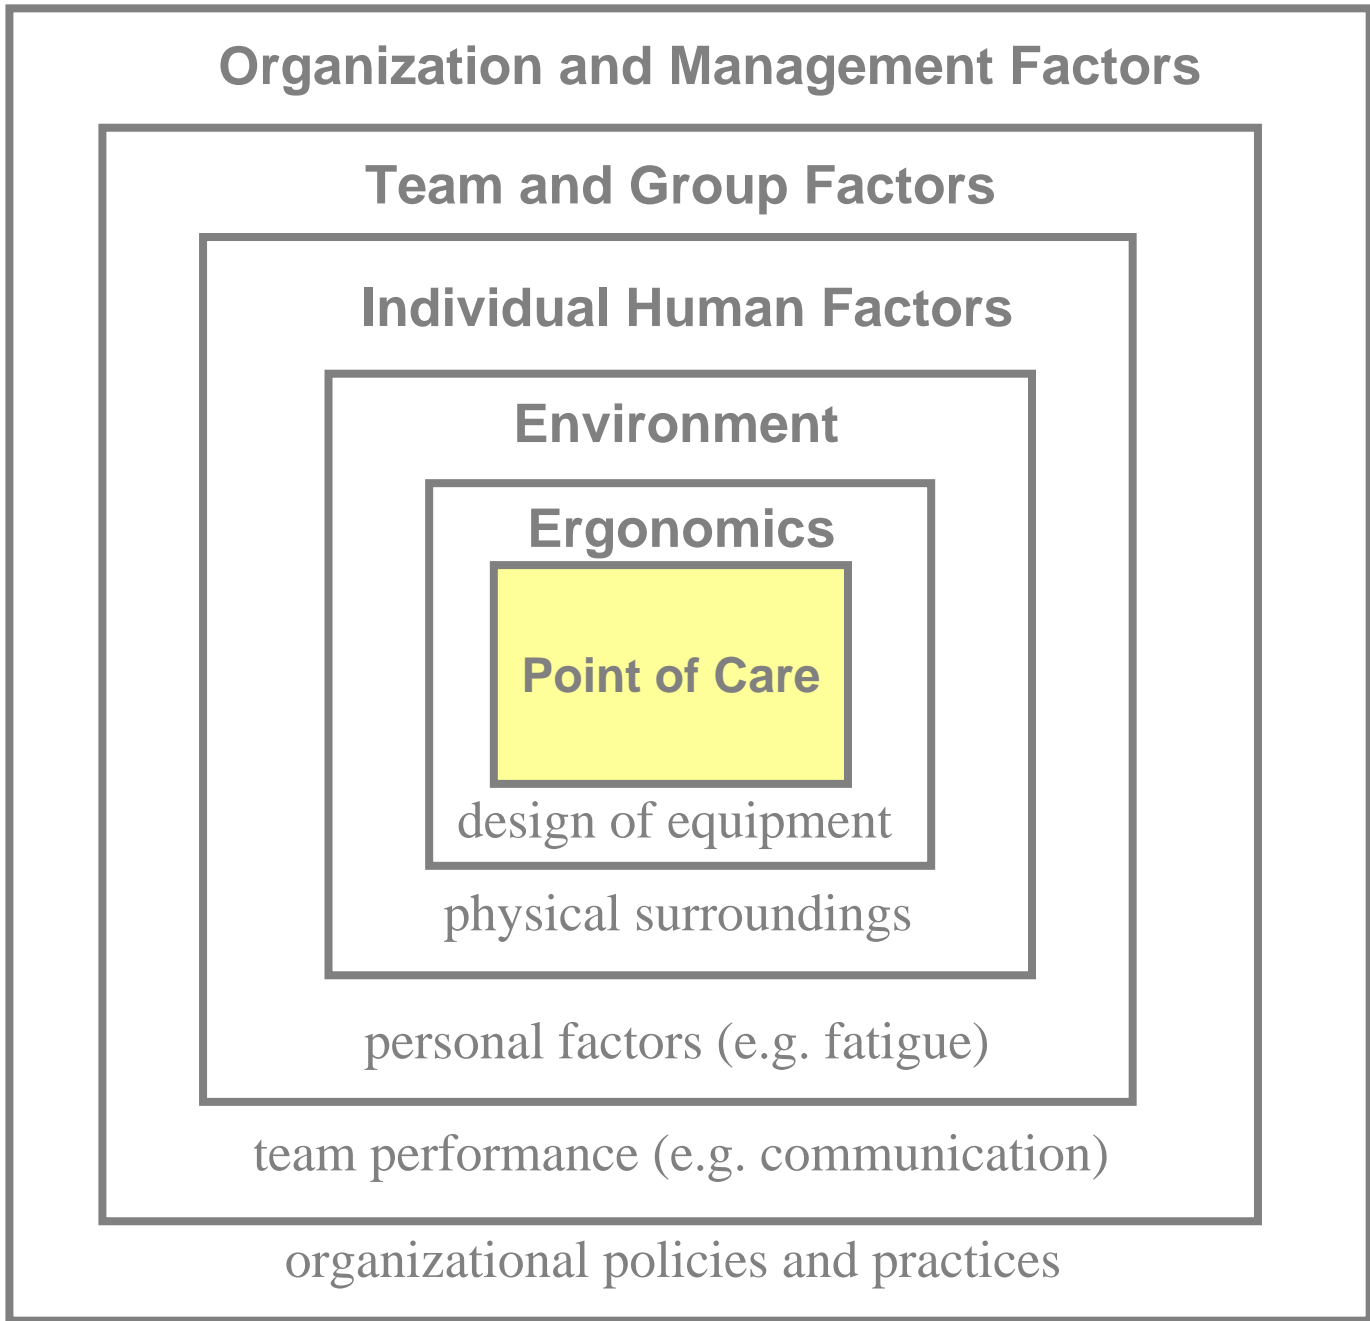 Organization and Management Factors
Team and Group Factors
Individual Human Factors
Environment
Ergonomics
Point of Care
design of equipment
physical surroundings
personal factors (e.g. fatigue)
team performance (e.g. communication)
organizational policies and practices